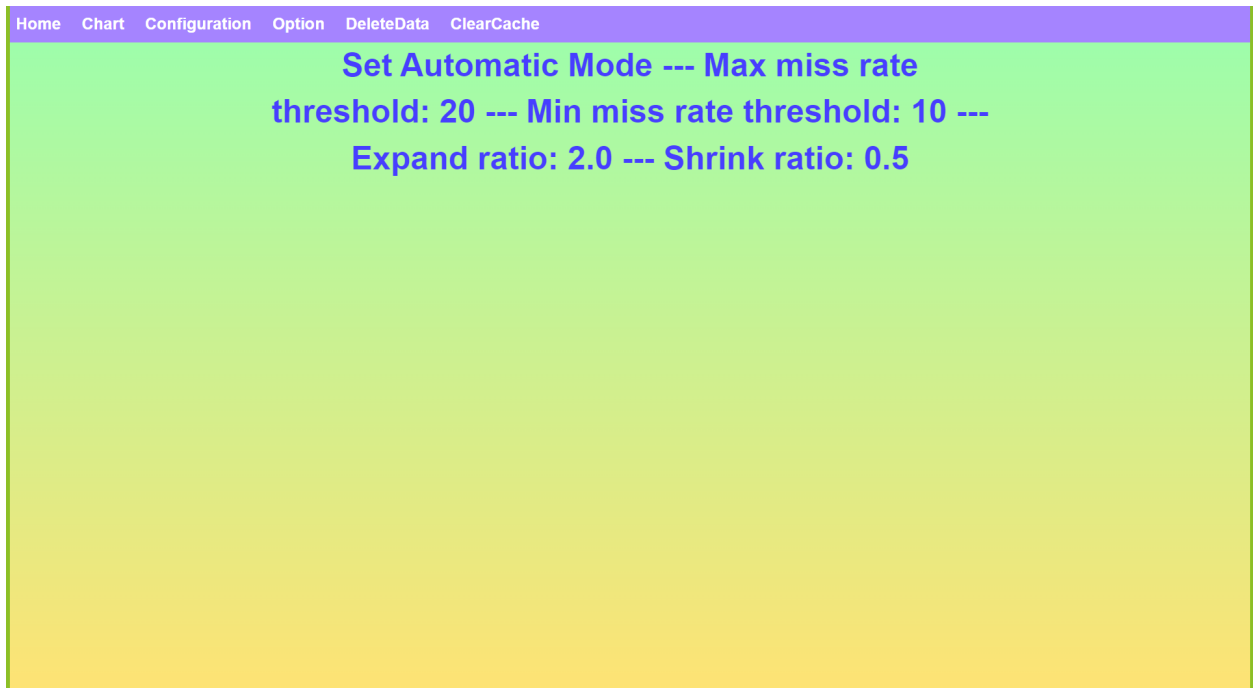 Home Chart Configuration Option DeleteData ClearCache
Set Automatic Mode --- Max miss rate
threshold: 20 --- Min miss rate threshold: 10 ---
Expand ratio: 2.0 --- Shrink ratio: 0.5